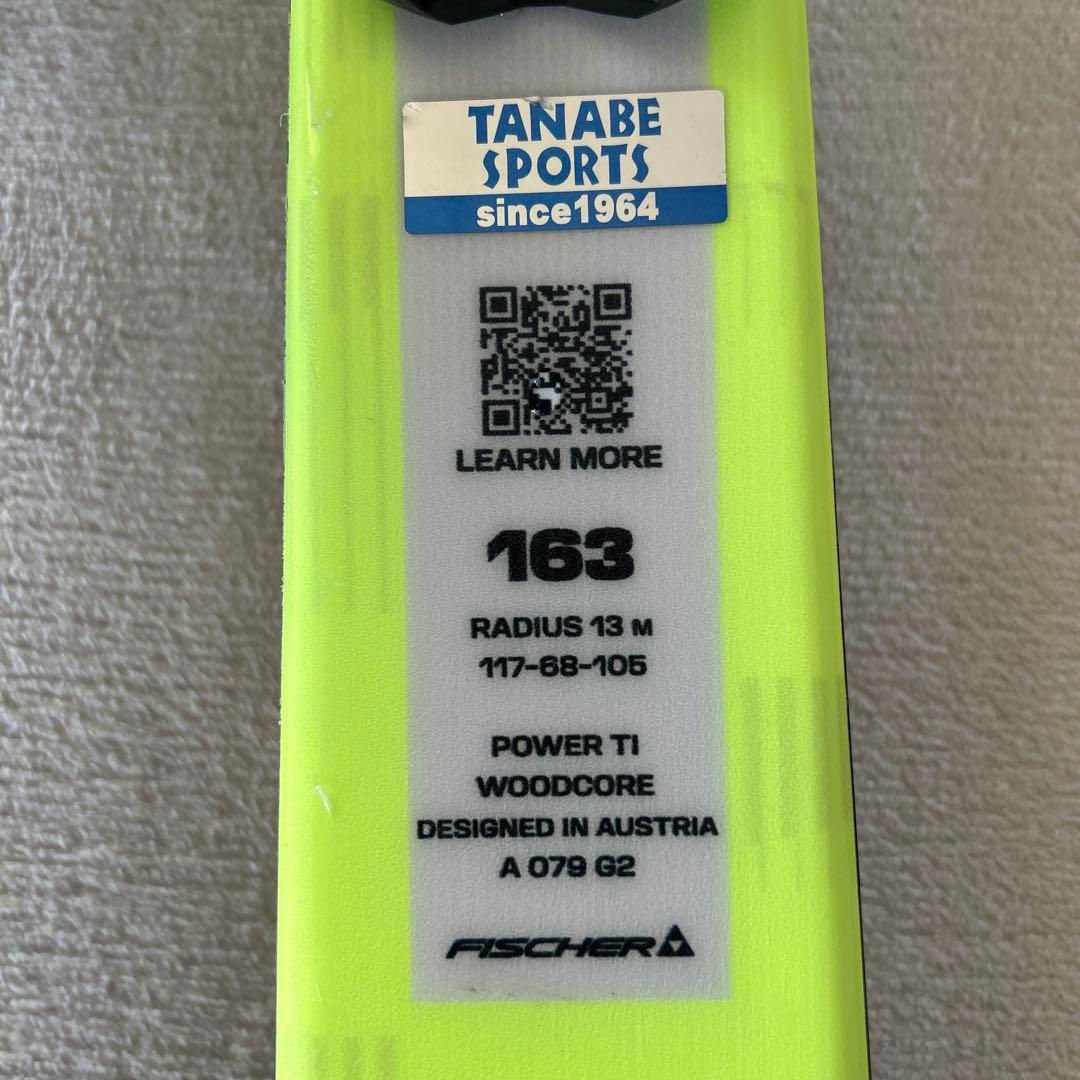 TANABE
SPORTS
since1964
LEARN MORE
163
RADIUS 13 M
117-68-105
POWER TI
WOODCORE
DESIGNED IN AUSTRIA
A 079 G2
FISCHER